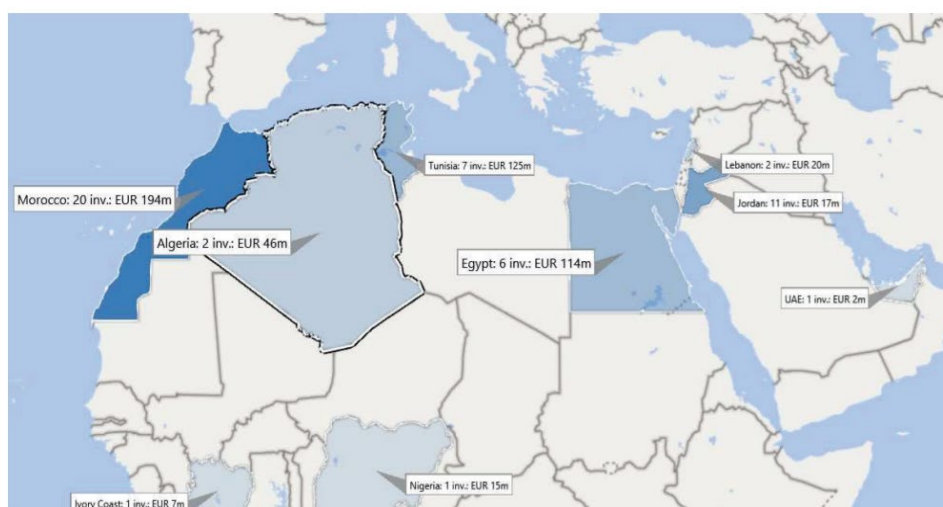 Tunisia: 7 inv.: EUR 125m
Lebanon: 2 inv.: EUR 20m
Morocco: 20 inv.: EUR 194m
Jordan: 11 inv.: EUR 17m
Algeria: 2 inv.: EUR 46m
Egypt: 6 inv.: EUR 114m
UAE: 1 inv.: EUR 2m
Nigeria: 1 inv.: EUR 15m
Ivory Coast: 1 inv.: EUR 7m